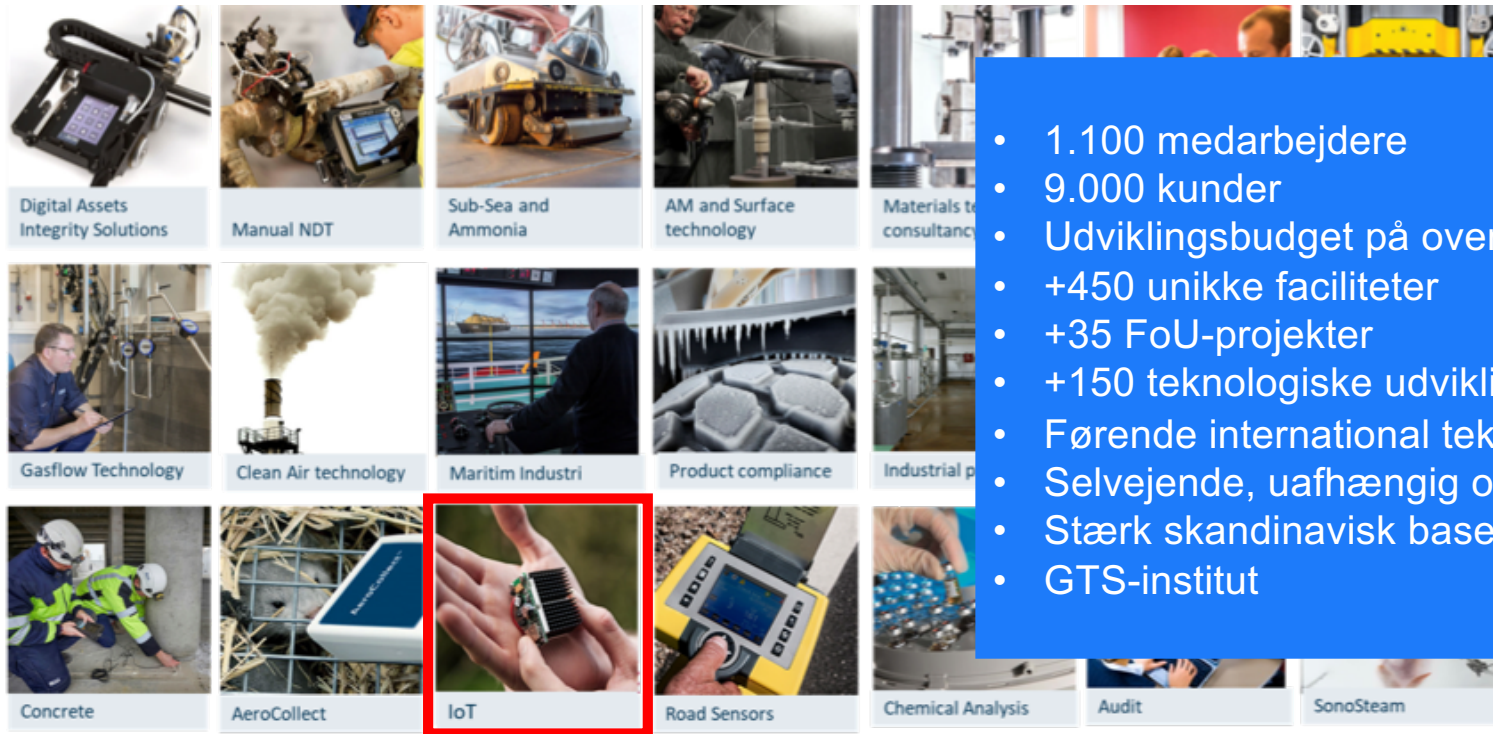 Digital Assets
Integrity Solutions
Manual NDT
Sub-Sea and
Ammonia
AM and Surface
technology
Materials
consultancy
Gasflow Technology
Clean Air technology
Maritim Industri
Product compliance
Industrial
Concrete
AeroCollect
AeroCollect
IoT
Road Sensors
Chemical Analysis
Audit
SonoSteam
• 1.100 medarbejdere
• 9.000 kunder
• Udviklingsbudget på over
• +450 unikke faciliteter
• +35 FoU-projekter
• +150 teknologiske
• Førende international
• Selvejende, uafhængig
• Stærk skandinavisk base
• GTS-institut